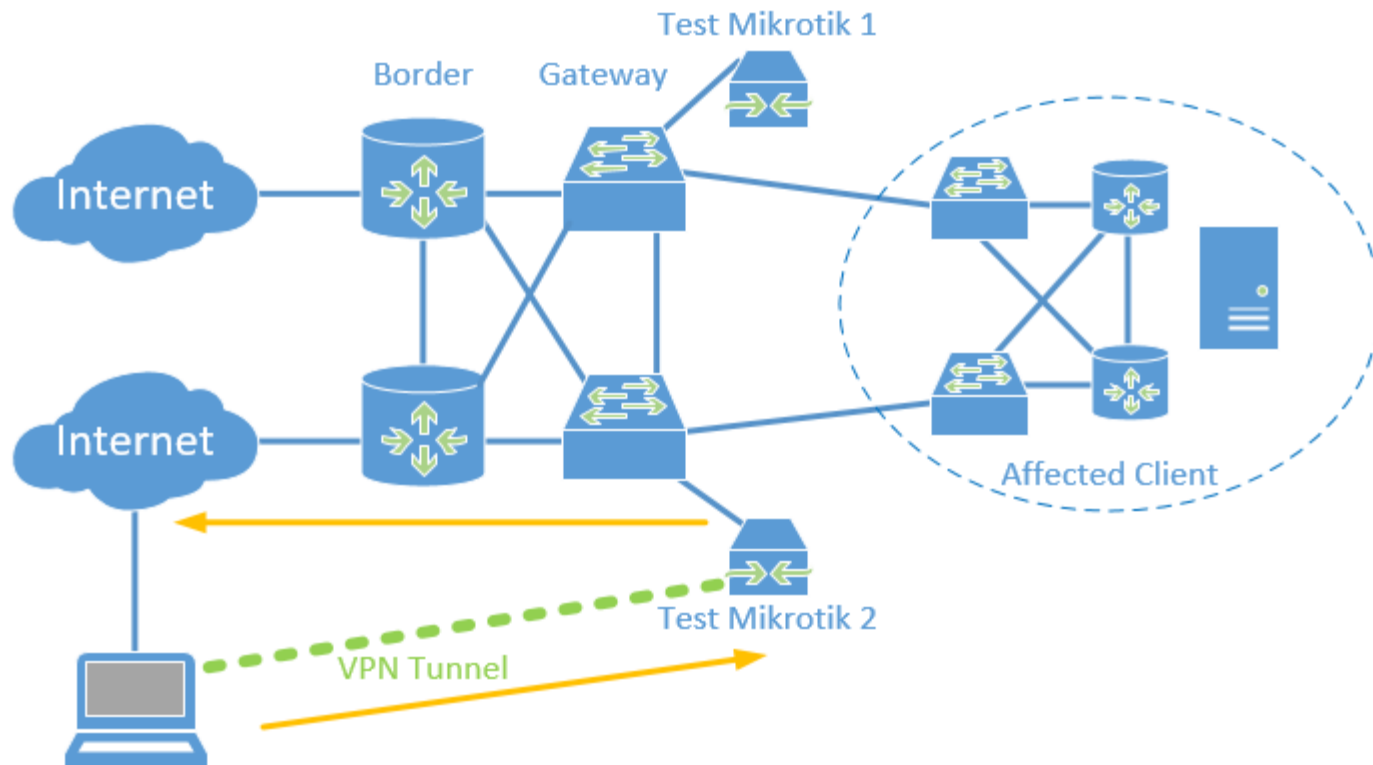 Test Mikrotik 1
Border
Gateway
Internet
Internet
Affected Client
Test Mikrotik 2
VPN Tunnel